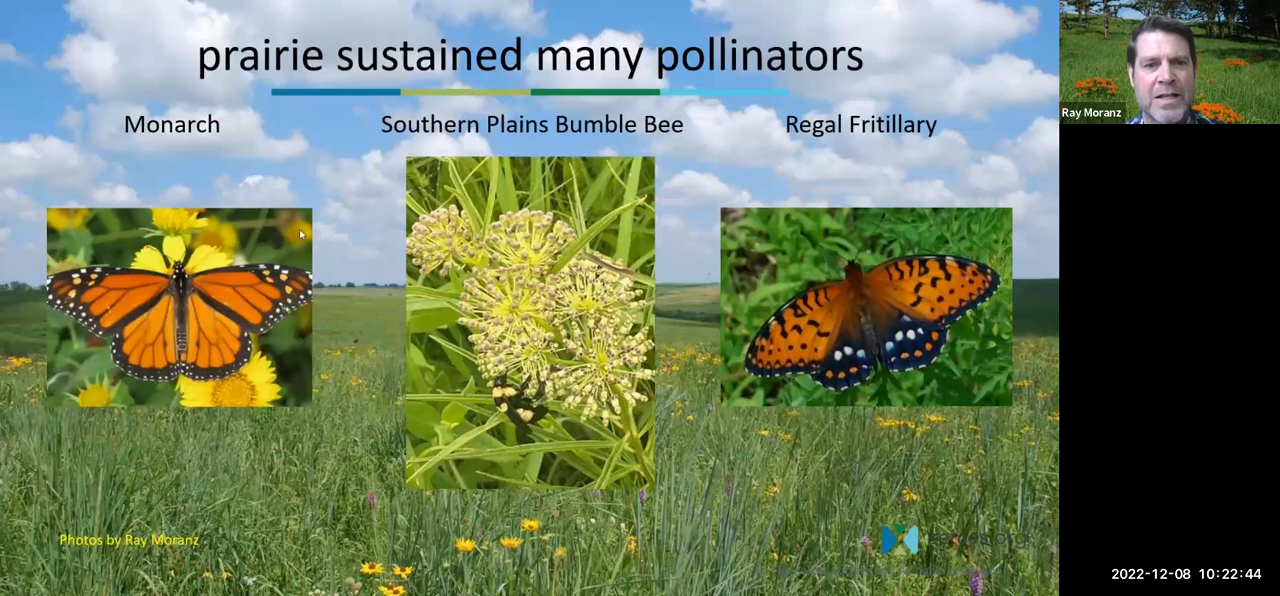 prairie sustained many pollinators
Monarch
Southern Plains Bumble Bee
Regal Fritillary
Photos by Ray Moranz
Ray Moranz
2022-12-08 10:22:44